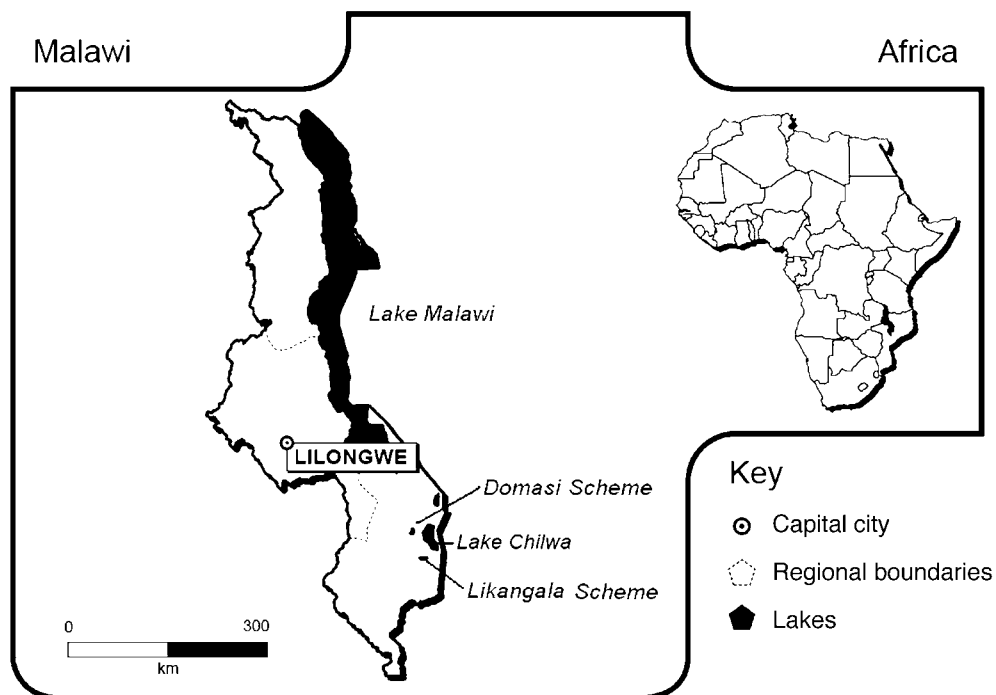 Malawi
Africa
Lake Malawi
LILONGWE
Domasi Scheme
Lake Chilwa
Likangala Scheme
Key
Capital city
Regional boundaries
Lakes
0 300
km